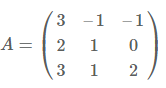 A = ( 3 −1 −1
2 1 0
3 1 2 )